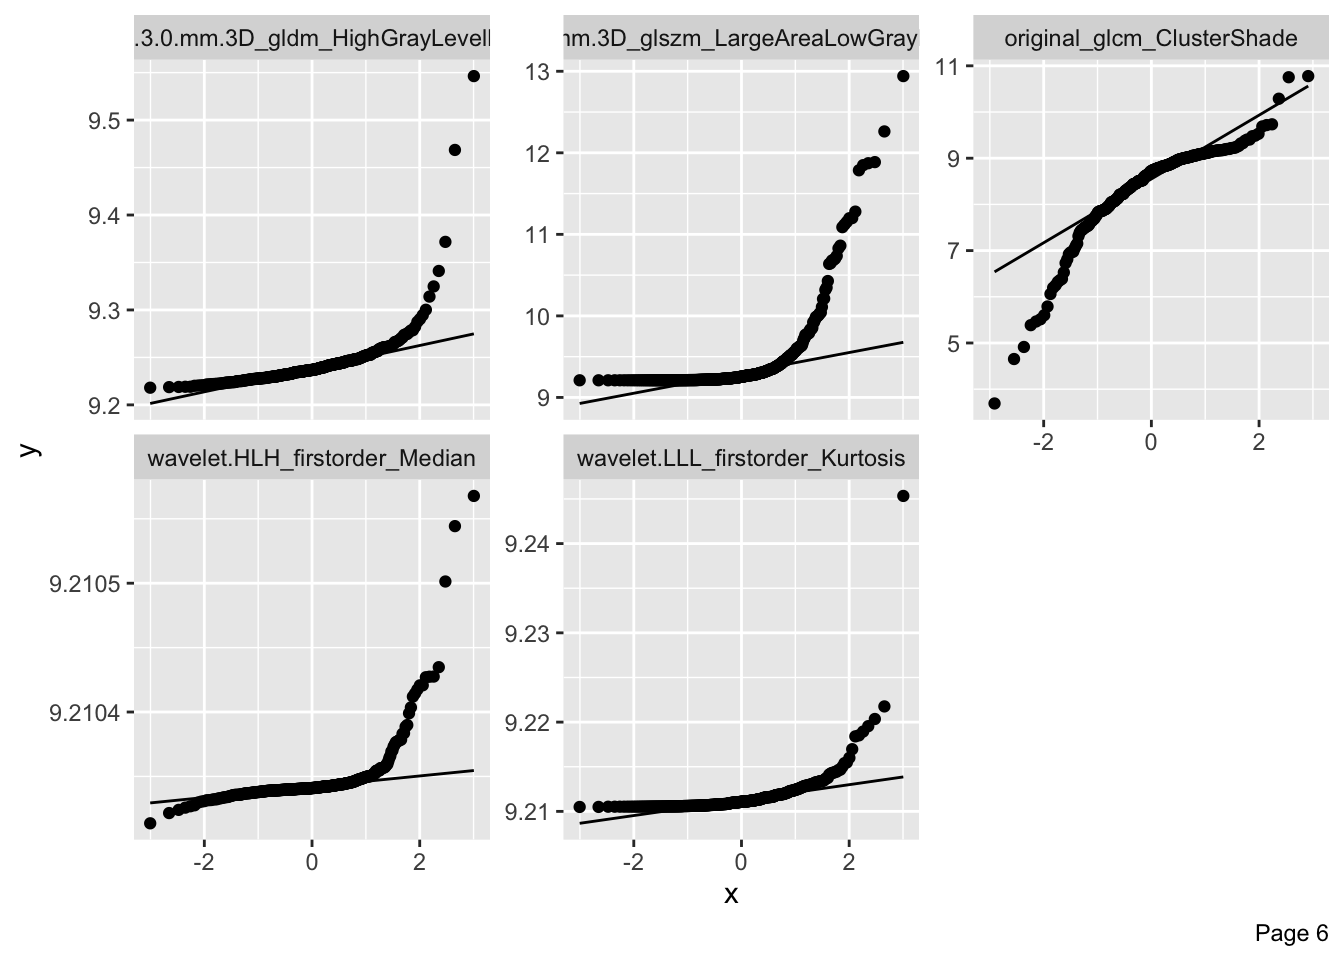 .3.0.mm.3D_gldm_HighGrayLevel
mm.3D_glszm_LargeAreaLowGray
original_glcm_ClusterShade
9.5
9.4
9.3
9.2
13
12
11
10
9
11
9
7
5
-2 0 2
y
wavelet.HLH_firstorder_Median
wavelet.LLL_firstorder_Kurtosis
9.2105
9.2104
9.24
9.23
9.22
9.21
-2 0 2
-2 0 2
x
Page 6